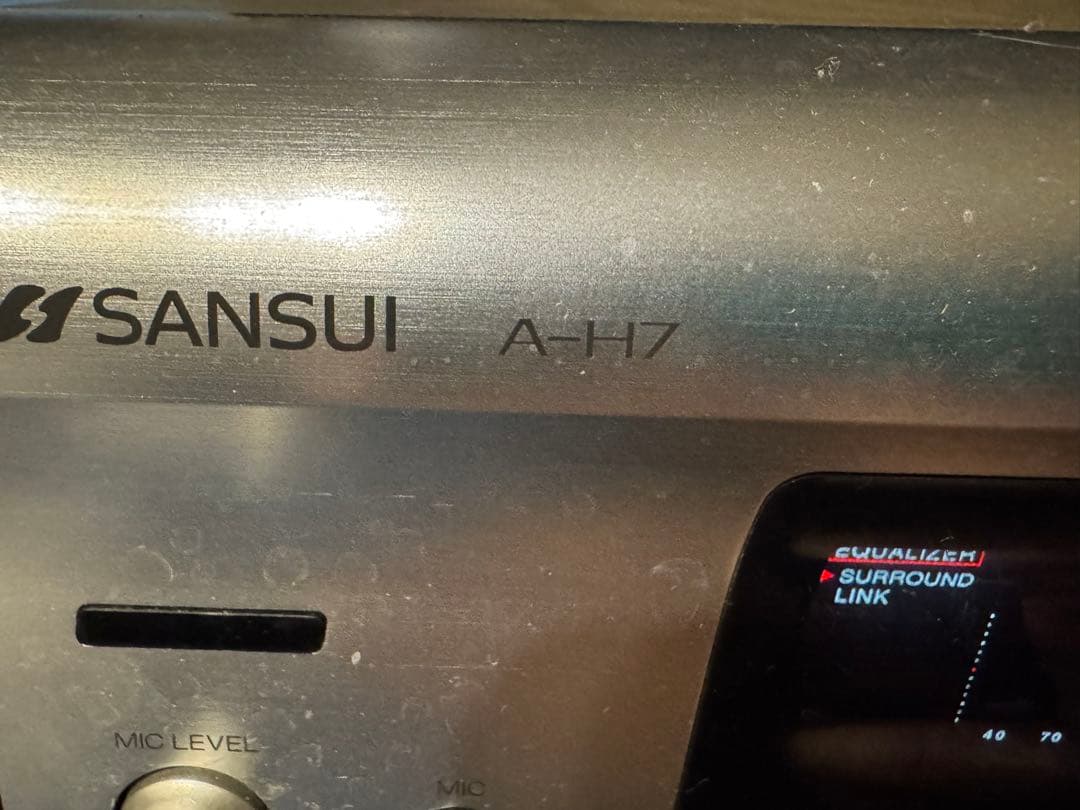 SANSUI A-H7
EQUALIZER
SURROUND
LINK
40 70
MIC LEVEL
MIC